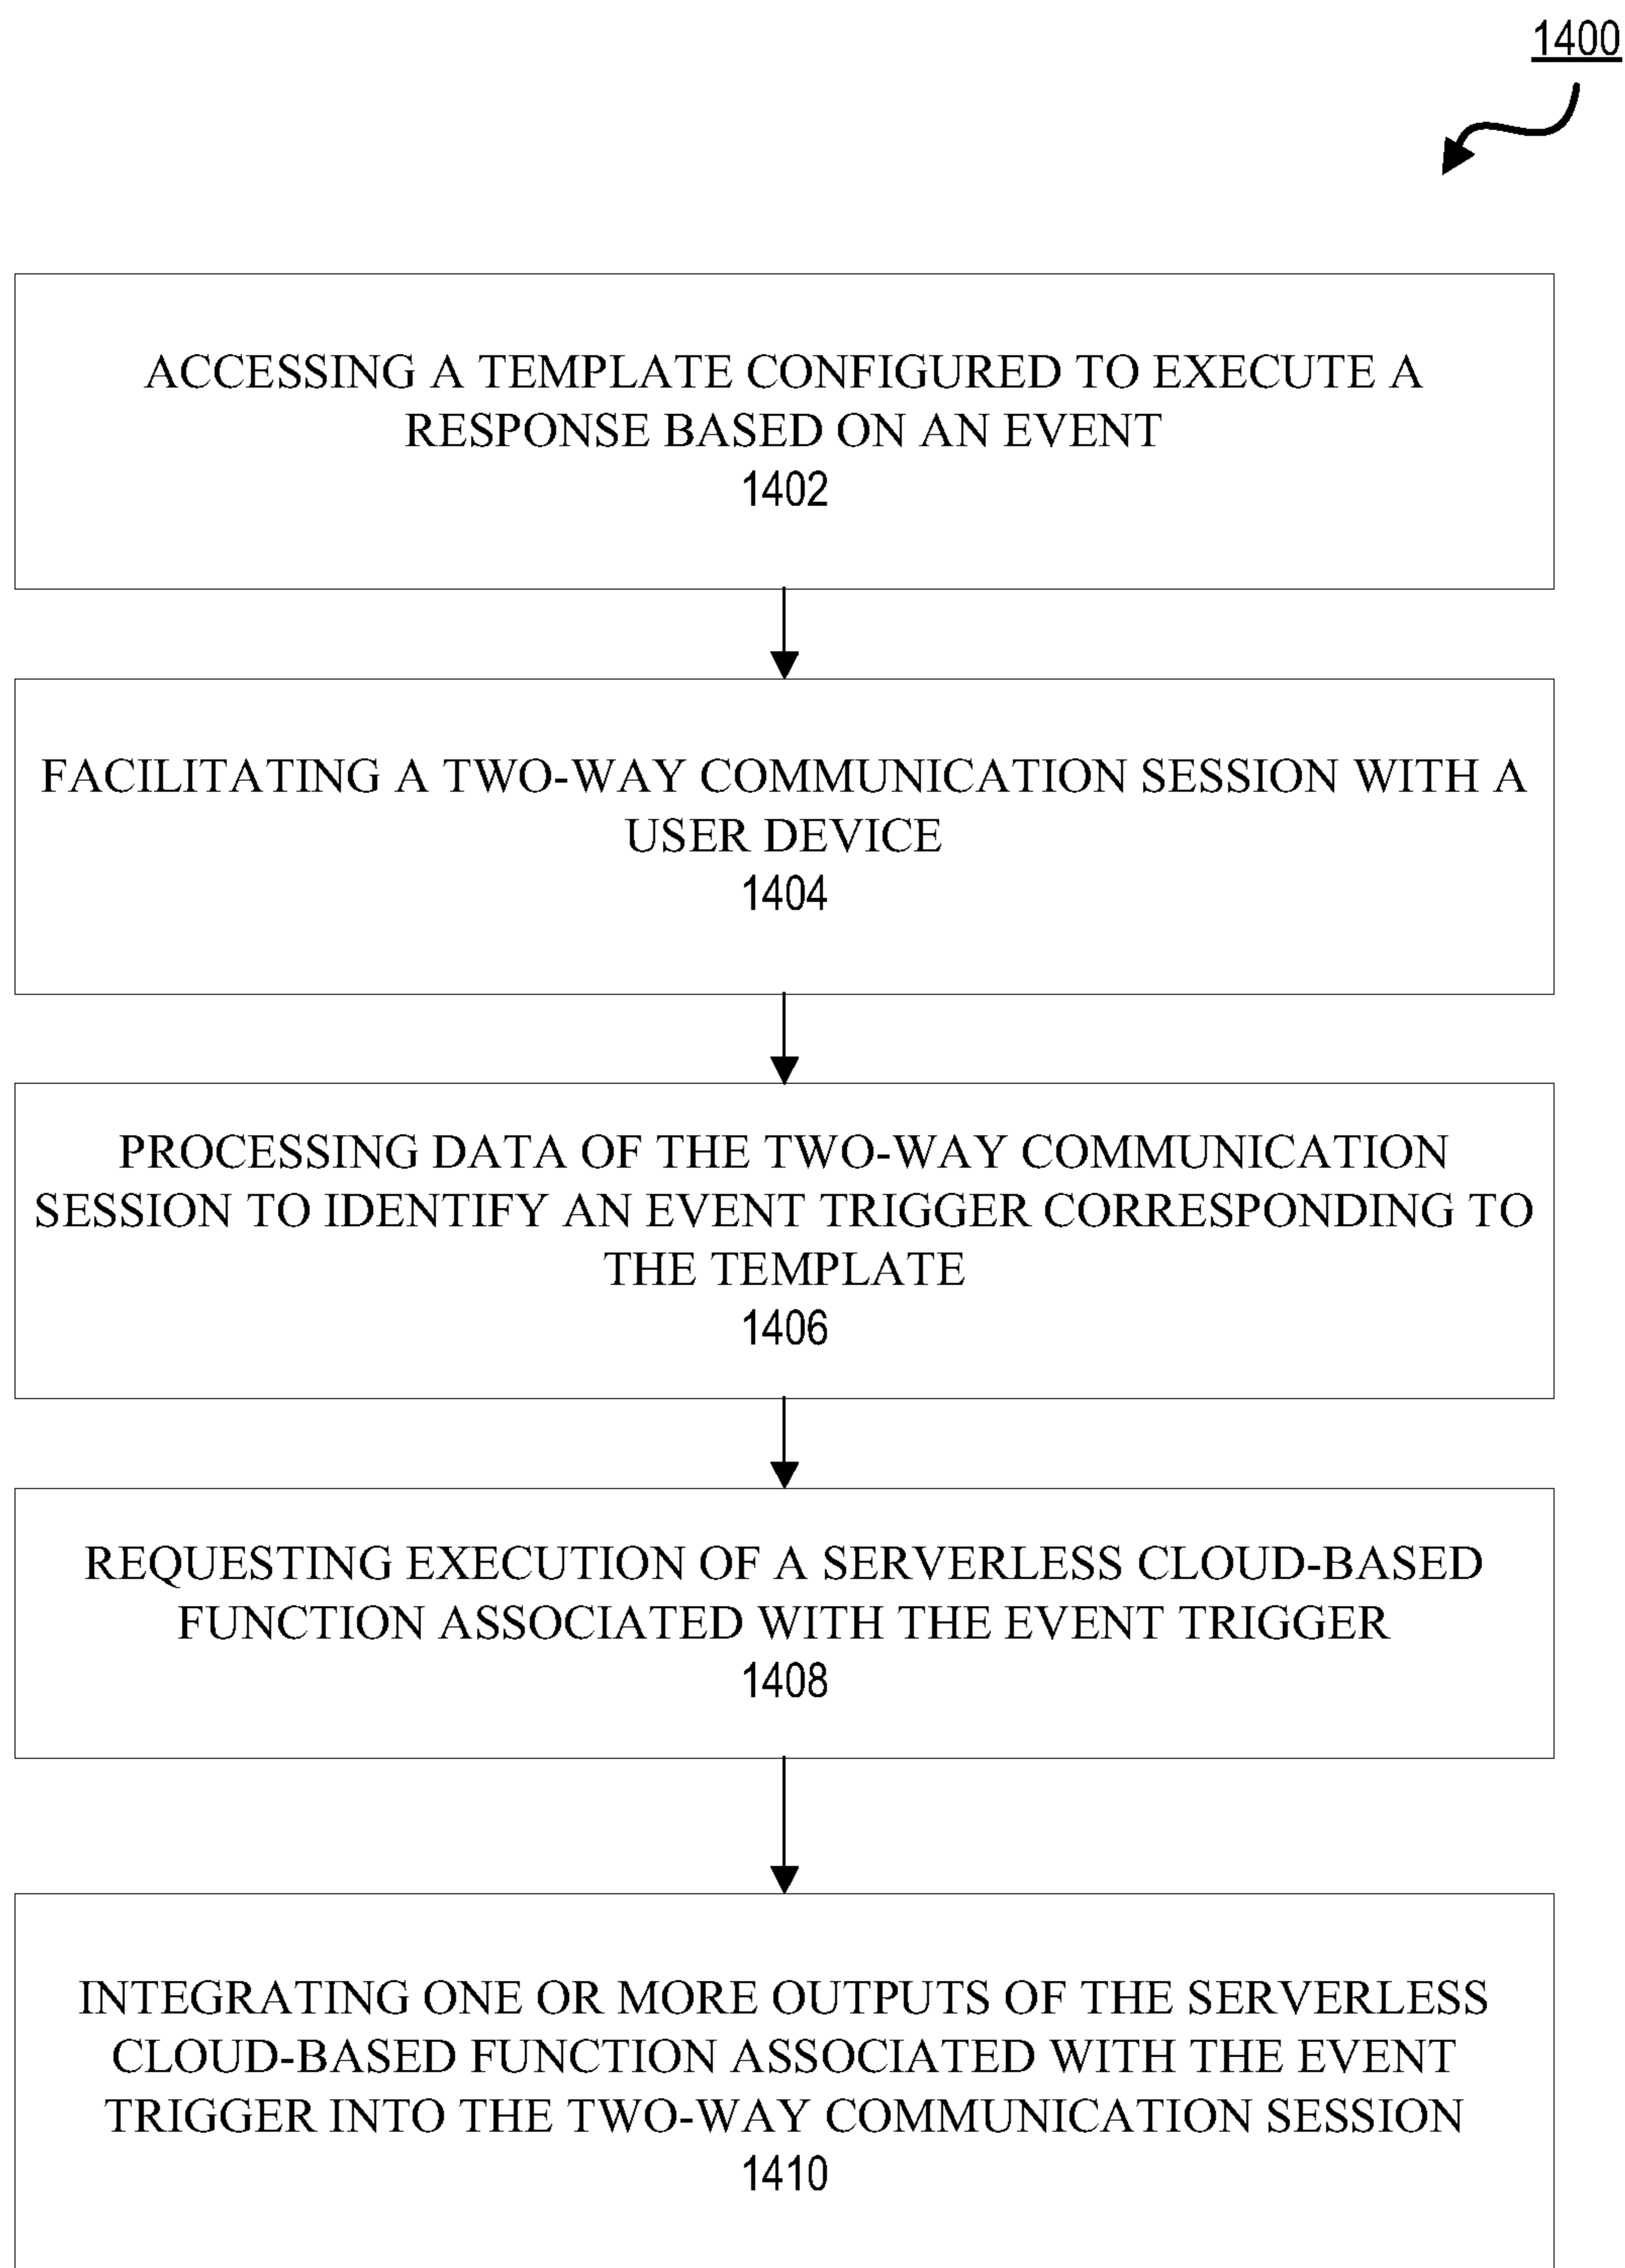 1400
ACCESSING A TEMPLATE CONFIGURED TO EXECUTE A
RESPONSE BASED ON AN EVENT
1402
FACILITATING A TWO-WAY COMMUNICATION SESSION WITH A
USER DEVICE
1404
PROCESSING DATA OF THE TWO-WAY COMMUNICATION
SESSION TO IDENTIFY AN EVENT TRIGGER CORRESPONDING TO
THE TEMPLATE
1406
REQUESTING EXECUTION OF A SERVERLESS CLOUD-BASED
FUNCTION ASSOCIATED WITH THE EVENT TRIGGER
1408
INTEGRATING ONE OR MORE OUTPUTS OF THE SERVERLESS
CLOUD-BASED FUNCTION ASSOCIATED WITH THE EVENT
TRIGGER INTO THE TWO-WAY COMMUNICATION SESSION
1410